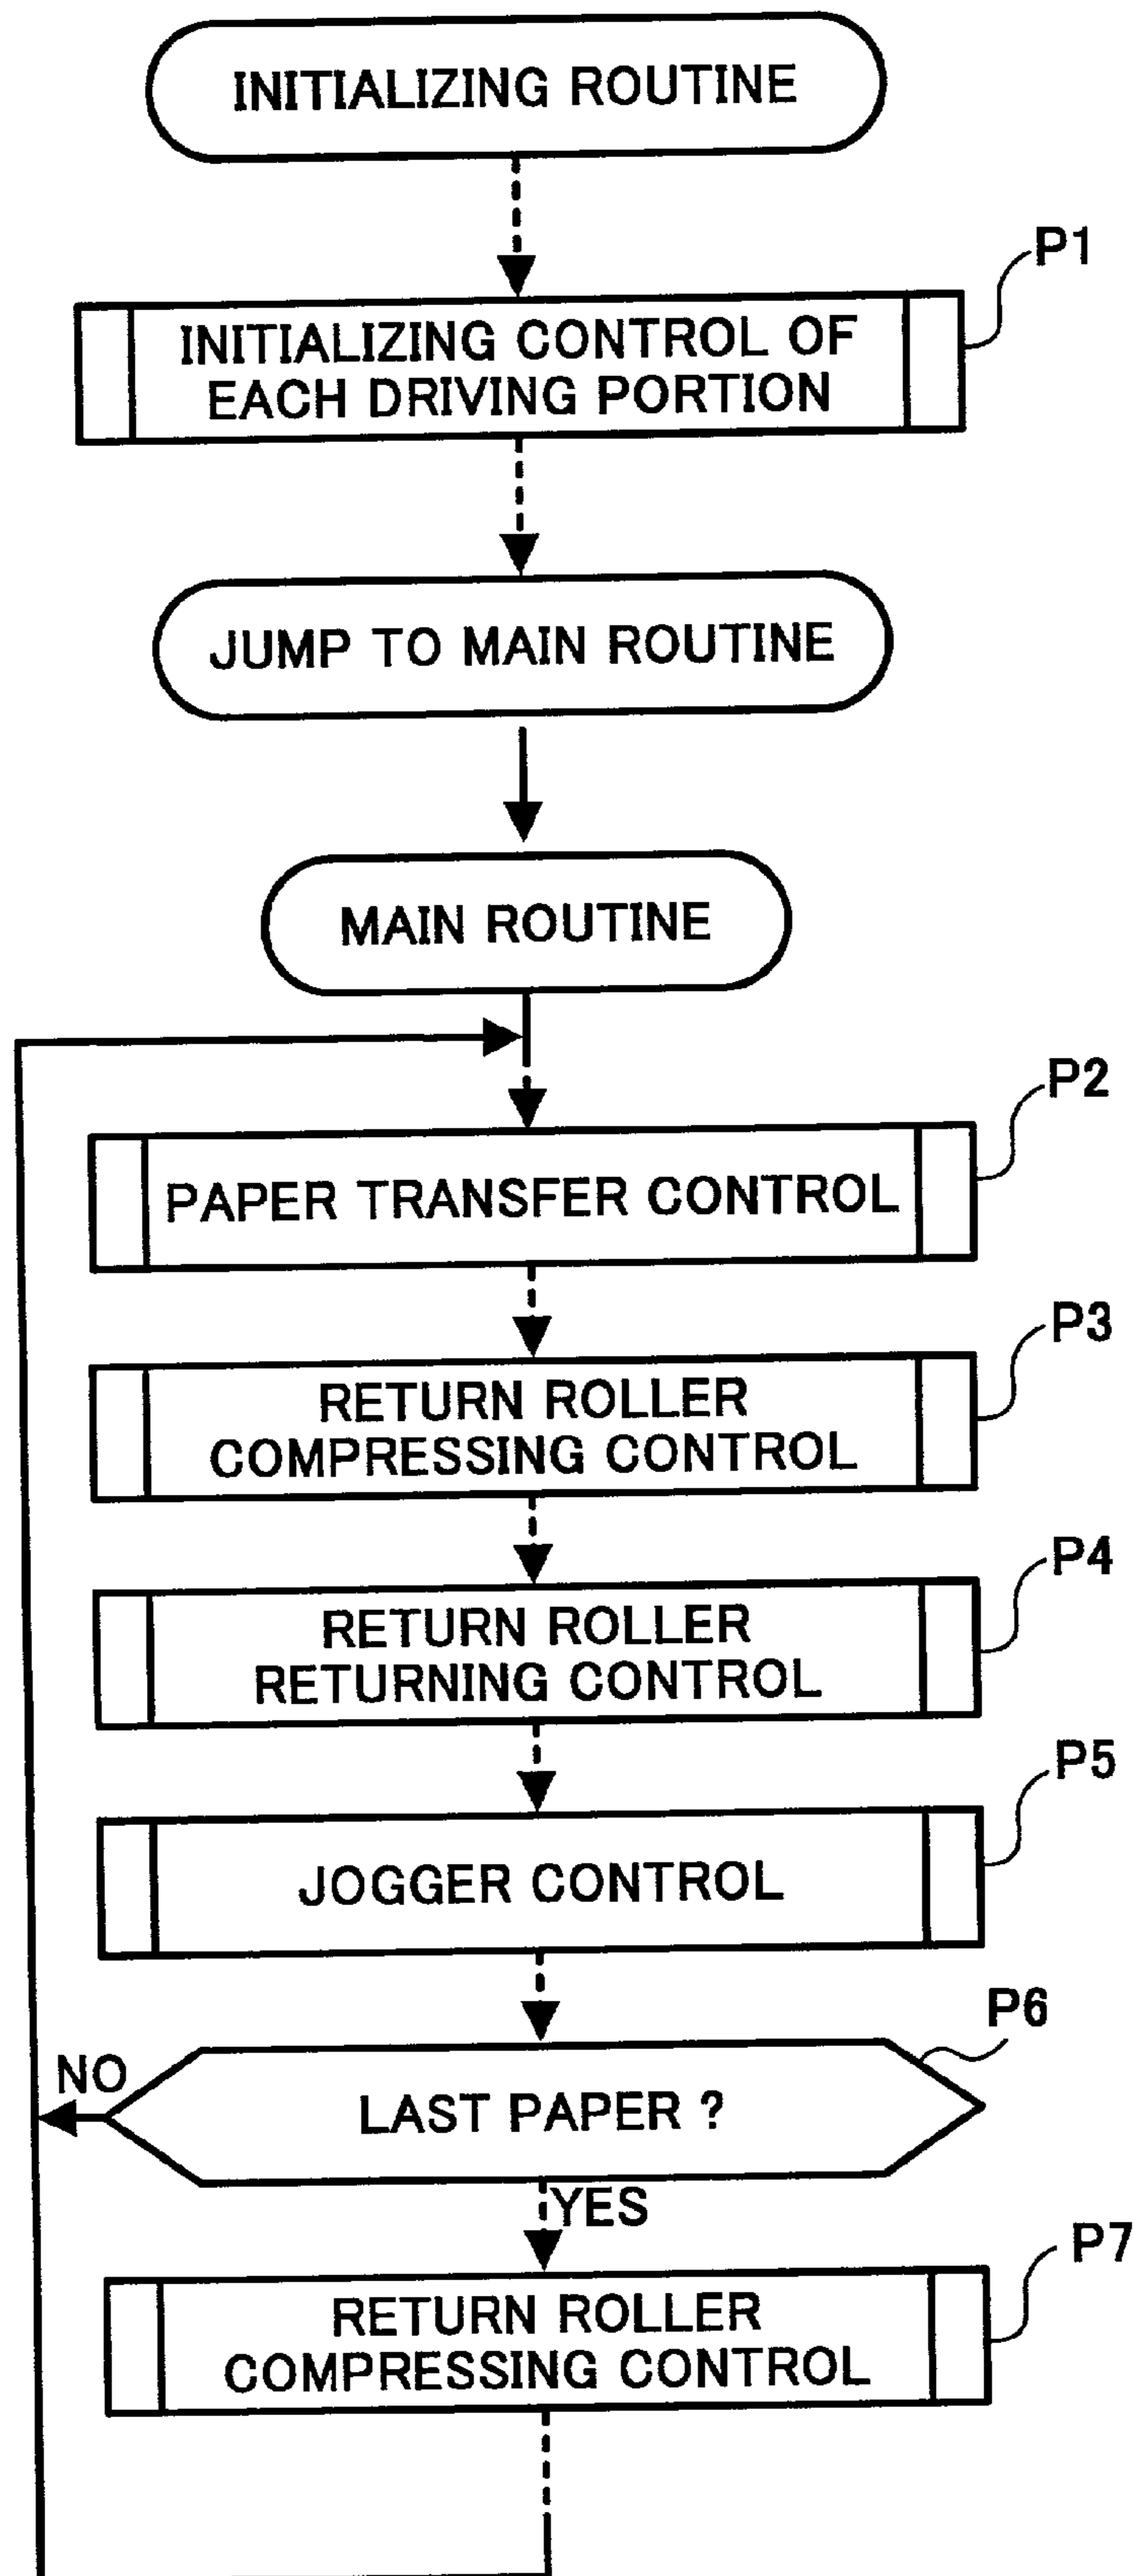 INITIALIZING ROUTINE
P1
INITIALIZING CONTROL OF
EACH DRIVING PORTION
JUMP TO MAIN ROUTINE
MAIN ROUTINE
P2
PAPER TRANSFER CONTROL
P3
RETURN ROLLER
COMPRESSING CONTROL
P4
RETURN ROLLER
RETURNING CONTROL
P5
JOGGER CONTROL
P6
NO
LAST PAPER ?
YES
P7
RETURN ROLLER
COMPRESSING CONTROL